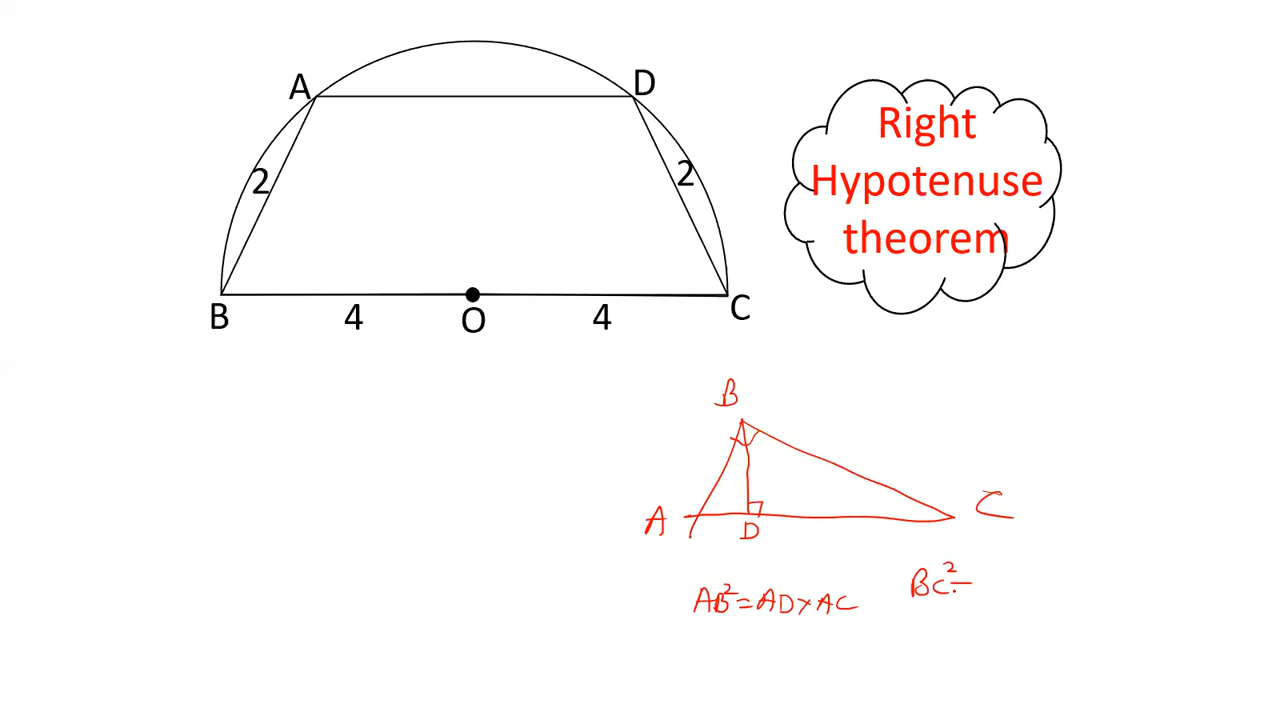 A
D
2
2
B
4
O
4
C
Right
Hypotenuse
theorem
B
A
D
C
AB²=AD×AC
BC²=